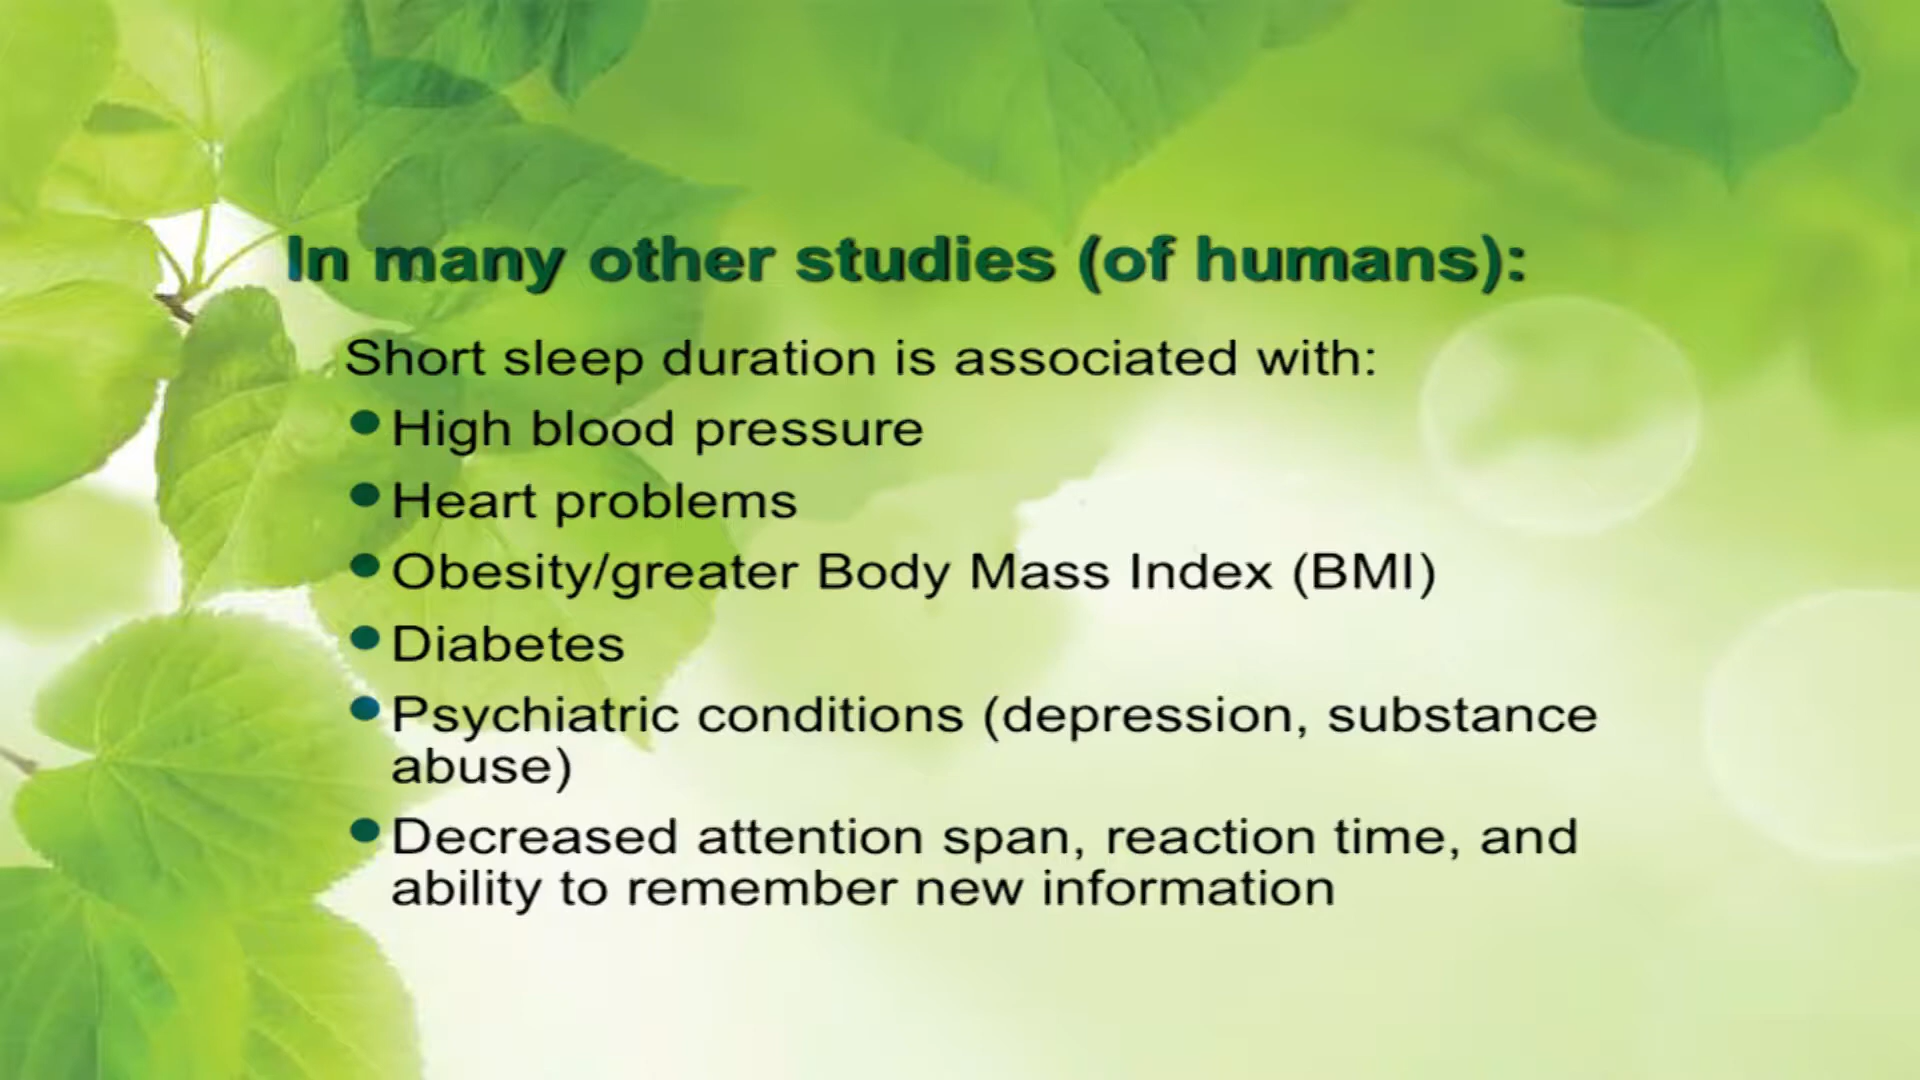 In many other studies (of humans):
Short sleep duration is associated with:
• High blood pressure
• Heart problems
• Obesity/greater Body Mass Index (BMI)
• Diabetes
• Psychiatric conditions (depression, substance
abuse)
• Decreased attention span, reaction time, and
ability to remember new information